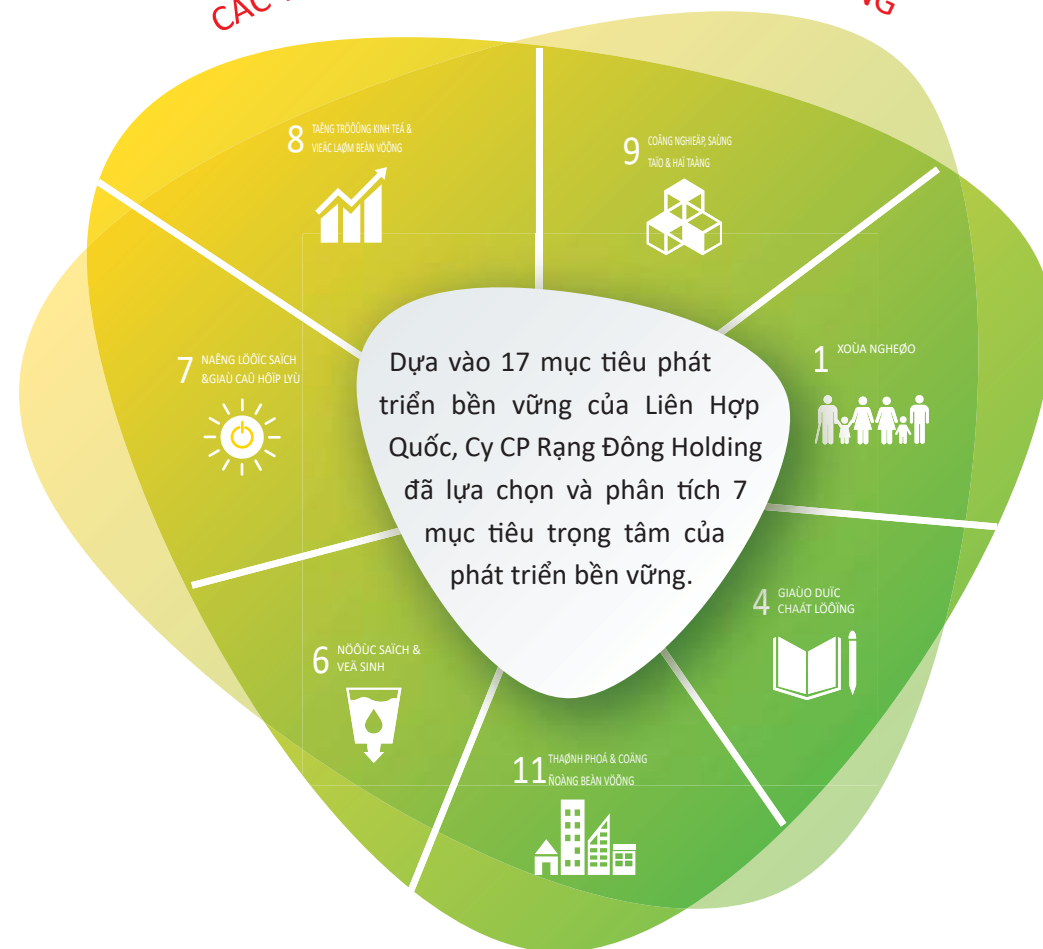 CÁC
NG
8 TAÊNG TRÖÔÛNG KINH TEÁ &
VIEÄC LAØM BEÀN VÖÕNG
9 COÂNG NGHIEÄP, SAÙNG
TAÏO & HAÏ TAÀNG
7 NAÊNG LÖÔÏC SAÏCH
&GIAÙ CAÛ HÔÏP LYÙ
1 XOÙA NGHEØO
Dựa vào 17 mục tiêu phát
triển bền vững của Liên Hợp
Quốc, Cy CP Rạng Đông Holding
đã lựa chọn và phân tích 7
mục tiêu trọng tâm của
phát triển bền vững.
4 GIAÙO DUÏC
CHAÁT LÖÔÏNG
6 NÖÔÙC SAÏCH &
VEÄ SINH
11 THAØNH PHOÁ & COÄNG
ÑOÀNG BEÀN VÖÕNG